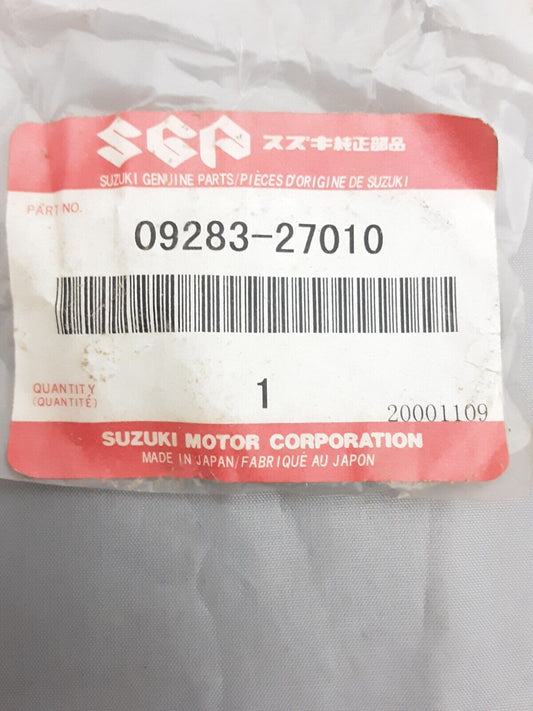 SGP スズキ純正部品
SUZUKI GENUINE PARTS/PIÈCES D'ORIGINE DE SUZUKI
PART NO.
09283-27010
QUANTITY
(QUANTITÉ)
1
20001109
SUZUKI MOTOR CORPORATION
MADE IN JAPAN/FABRIQUÉ AU JAPON